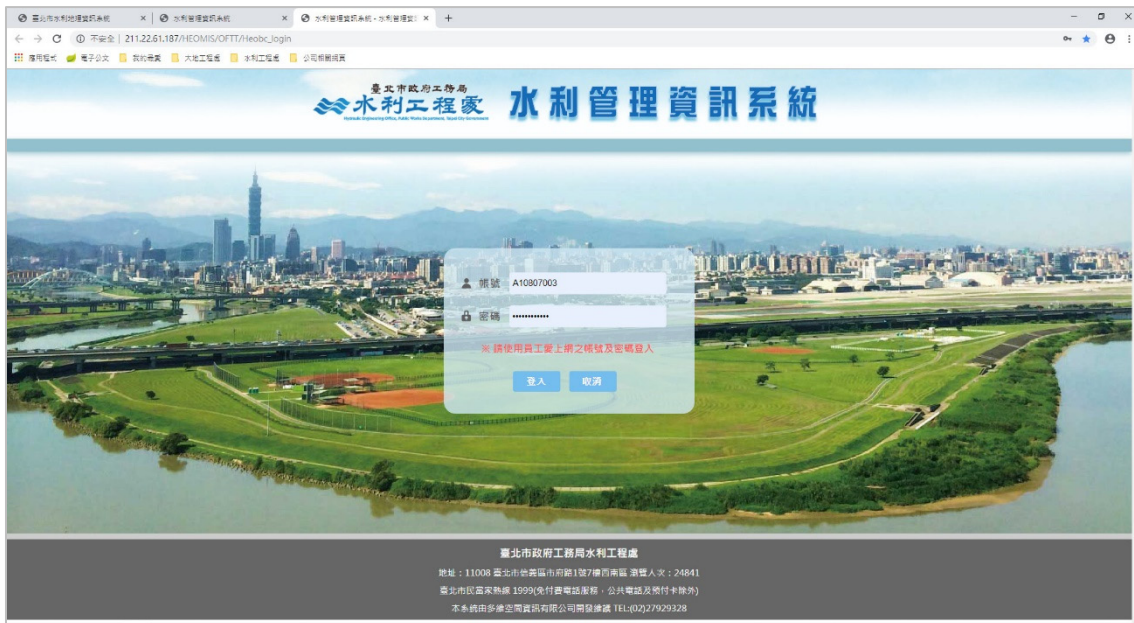 臺北市水利地理資訊系統
水利管理資訊系統
水利管理資訊系統 - 水利管理資訊
不安全 | 211.22.61.187/HEOMIS/OFTT/Heobc_login
應用程式 電子公文 我的最愛 大地工程處 水利工程處 公司相關網頁
臺北市政府工務局
水利工程處 水利管理資訊系統
Hydraulic Engineering Office, Public Works Department, Taipei City Government
帳號 A10807003
密碼 ••••••••••••
※ 請使用員工愛上網之帳號及密碼登入
登入 取消
臺北市政府工務局水利工程處
地址：11008 臺北市信義區市府路1號7樓西南區 瀏覽人次：24841
臺北市民當家熱線 1999(免付費電話服務，公共電話及預付卡除外)
本系統由多維空間資訊有限公司開發維護 TEL:(02)27929328